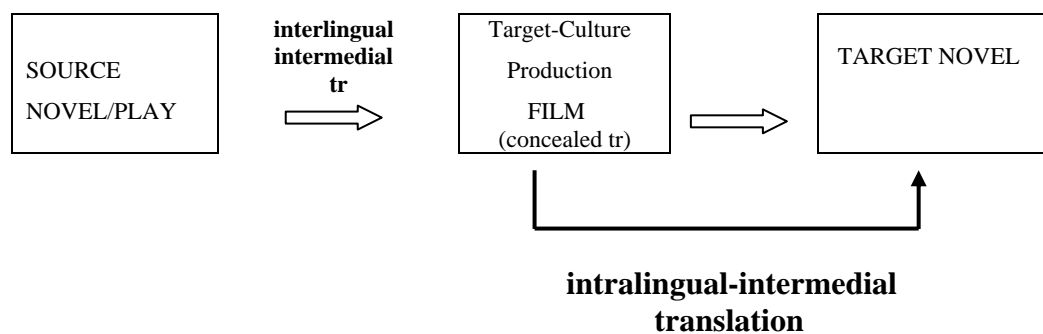 SOURCE
NOVEL/PLAY
interlingual
intermedial
tr
Target-Culture
Production
FILM
(concealed tr)
TARGET NOVEL
intralingual-intermedial
translation